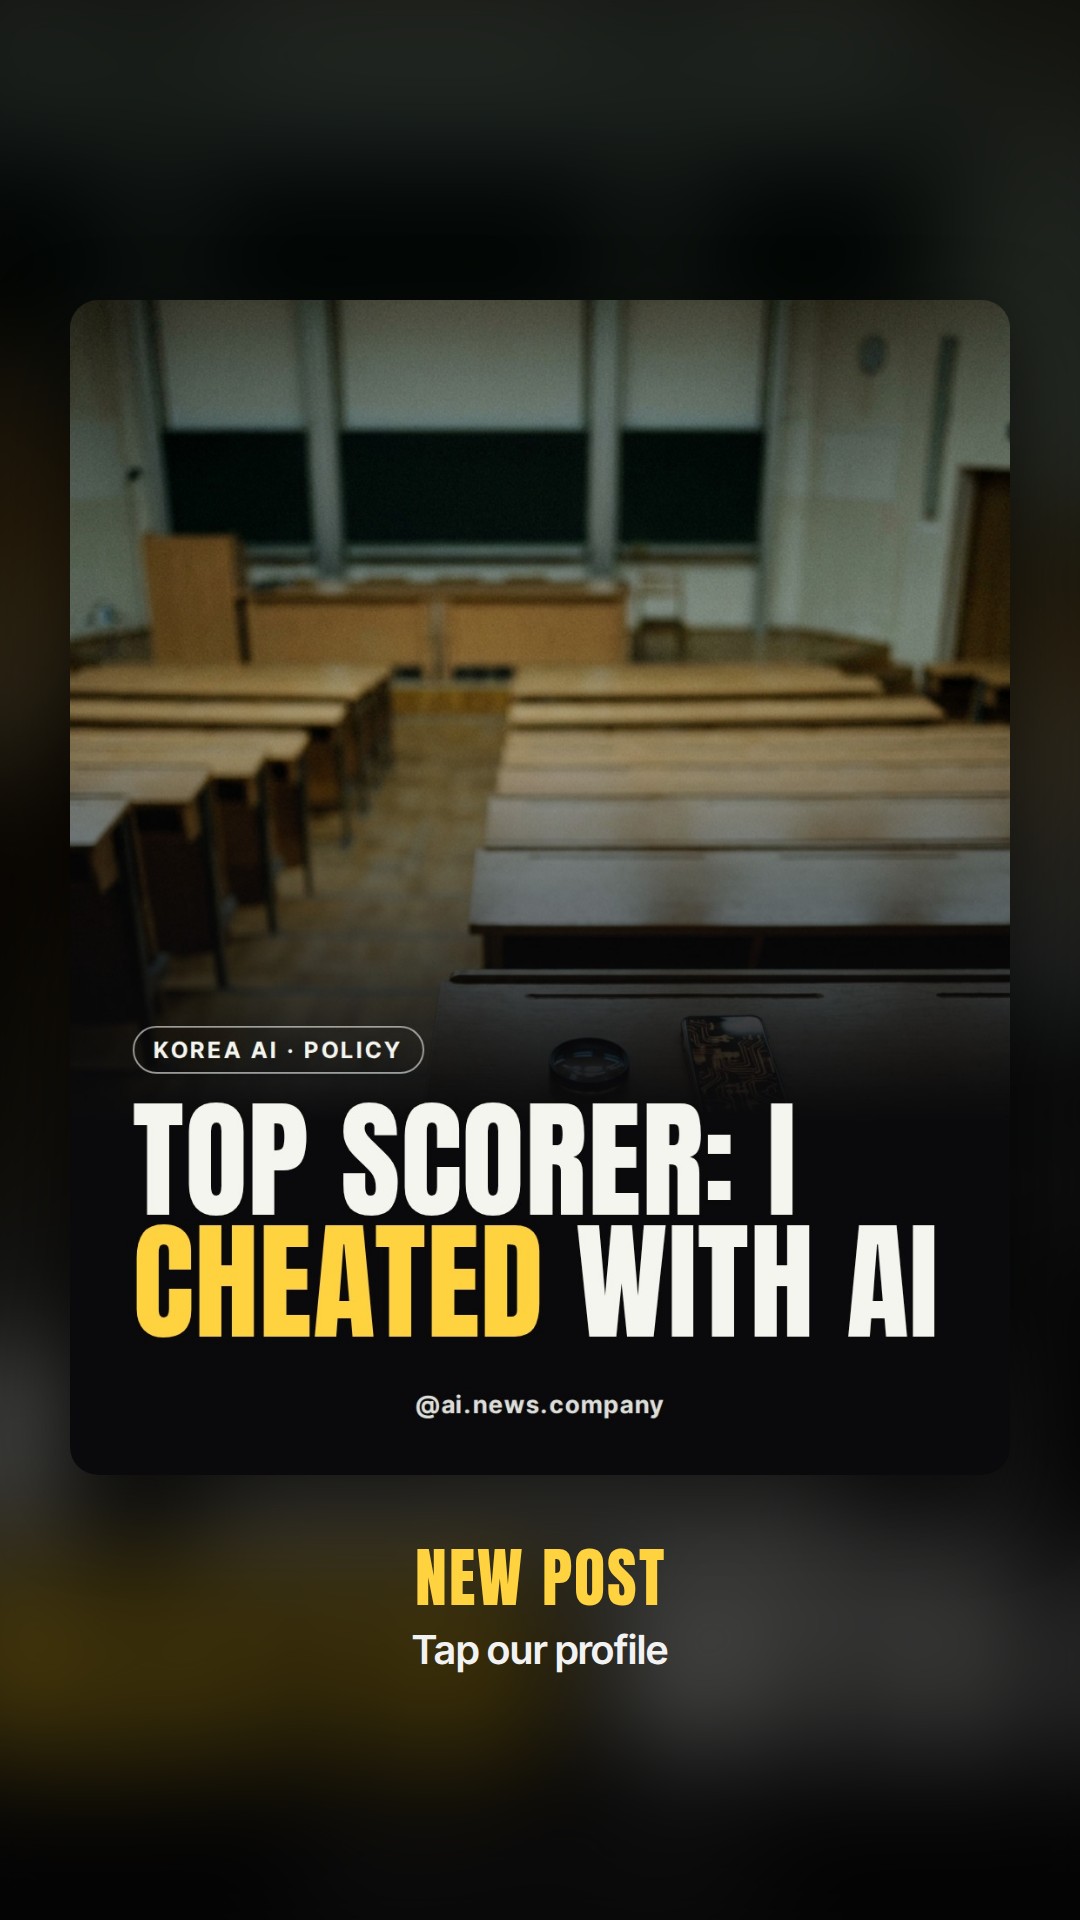 KOREA AI · POLICY
TOP SCORER: I
CHEATED WITH AI
@ai.news.company
NEW POST
Tap our profile